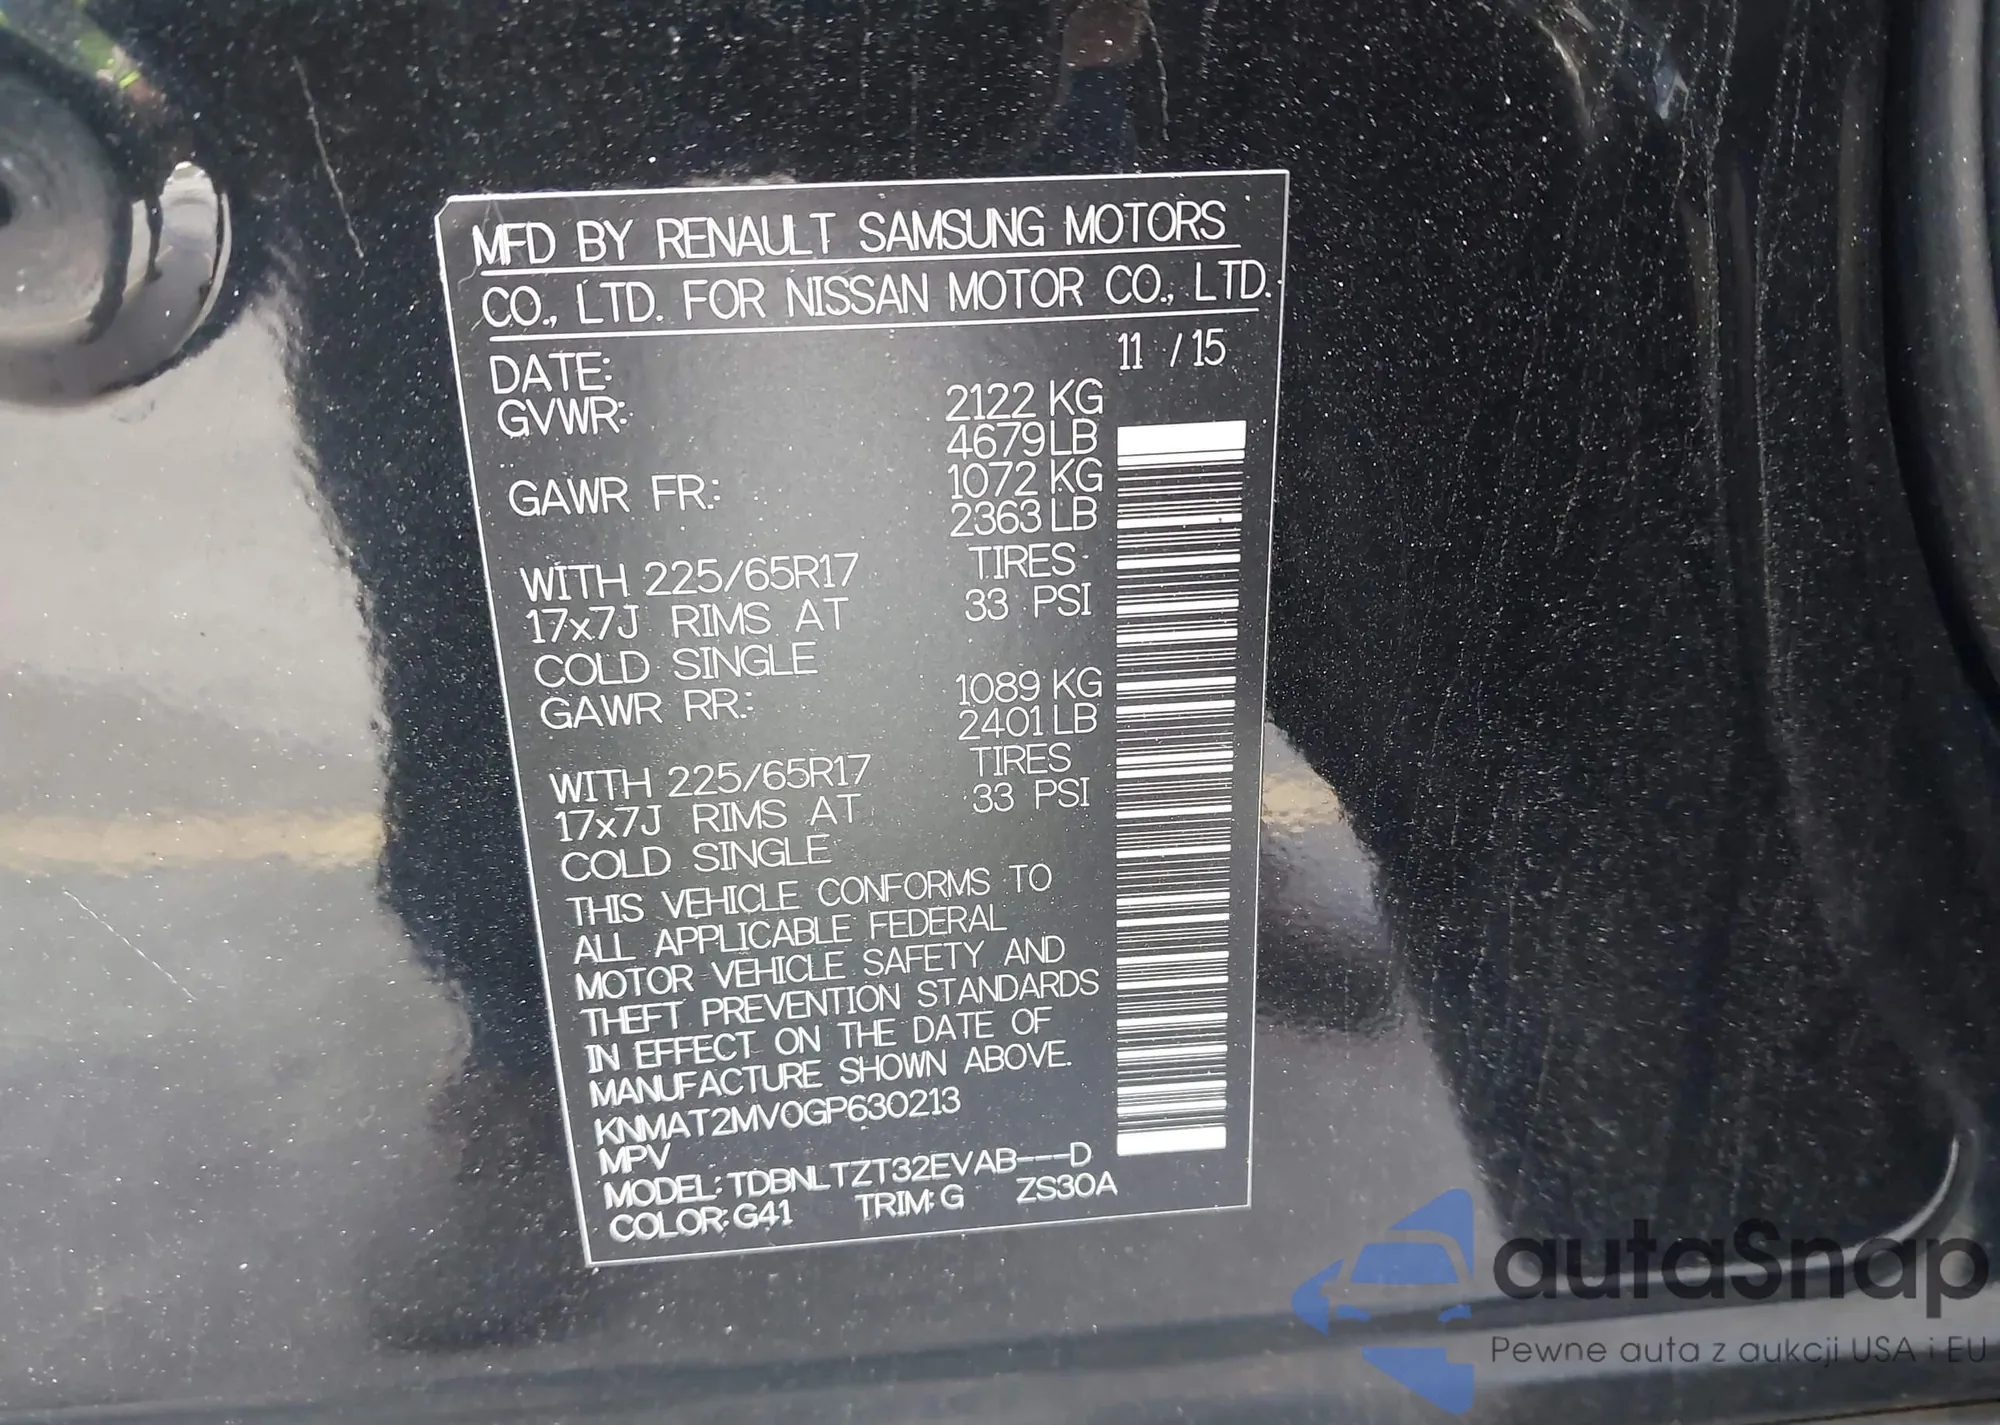 MFD BY RENAULT SAMSUNG MOTORS
CO., LTD. FOR NISSAN MOTOR CO., LTD.
DATE: 11 / 15
GVWR: 2122 KG
4679 LB
GAWR FR: 1072 KG
2363 LB
WITH 225/65R17 TIRES
17x7J RIMS AT 33 PSI
COLD SINGLE
GAWR RR: 1089 KG
2401 LB
WITH 225/65R17 TIRES
17x7J RIMS AT 33 PSI
COLD SINGLE
THIS VEHICLE CONFORMS TO
ALL APPLICABLE FEDERAL
MOTOR VEHICLE SAFETY AND
THEFT PREVENTION STANDARDS
IN EFFECT ON THE DATE OF
MANUFACTURE SHOWN ABOVE.
KNMAT2MV0GP630213
MPV
MODEL: TDBNLTZT32EVAB---D
COLOR: G41 TRIM: G ZS30A
autaSnap
Pewne auta z aukcji USA i EU